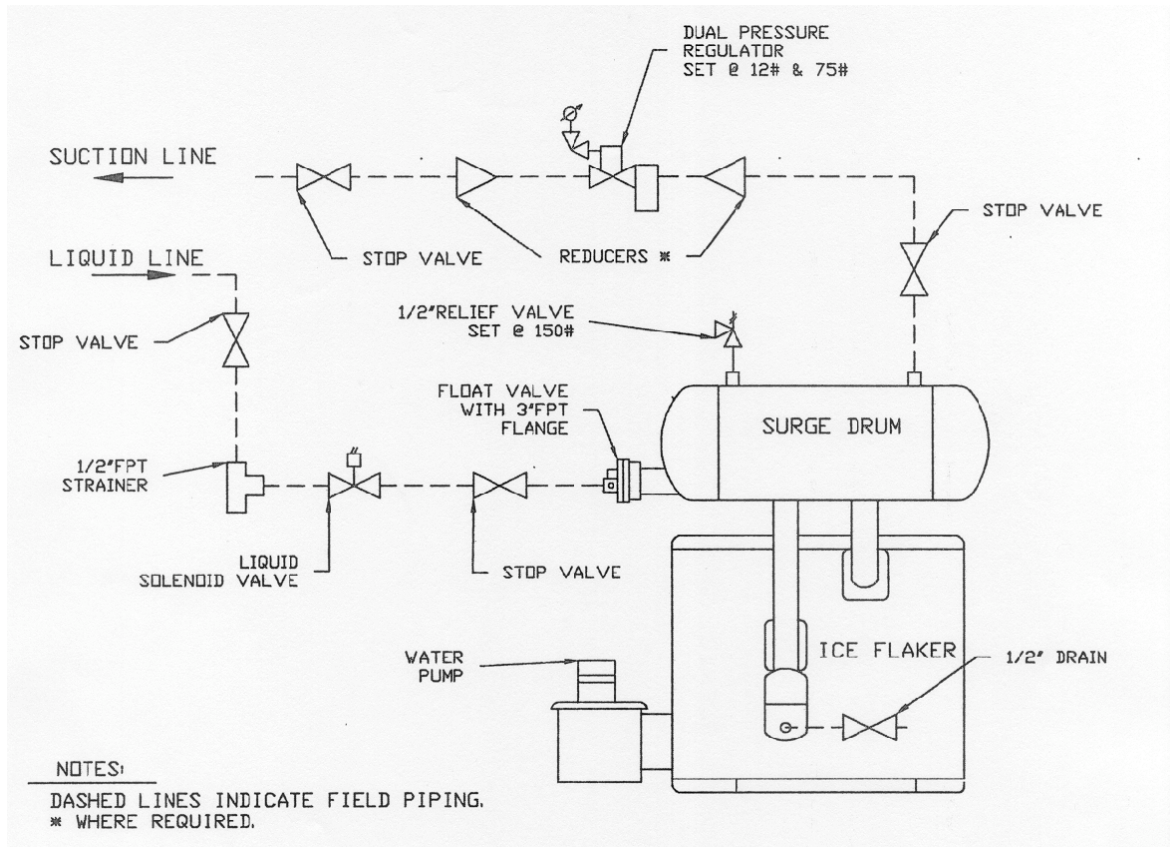 DUAL PRESSURE
REGULATOR
SET @ 12# & 75#
SUCTION LINE
STOP VALVE
STOP VALVE
REDUCERS *
LIQUID LINE
1/2"RELIEF VALVE
SET @ 150#
STOP VALVE
FLOAT VALVE
WITH 3"FPT
FLANGE
SURGE DRUM
1/2"FPT
STRAINER
LIQUID
SOLENOID VALVE
STOP VALVE
WATER
PUMP
ICE FLAKER
1/2" DRAIN
NOTES:
DASHED LINES INDICATE FIELD PIPING.
* WHERE REQUIRED.